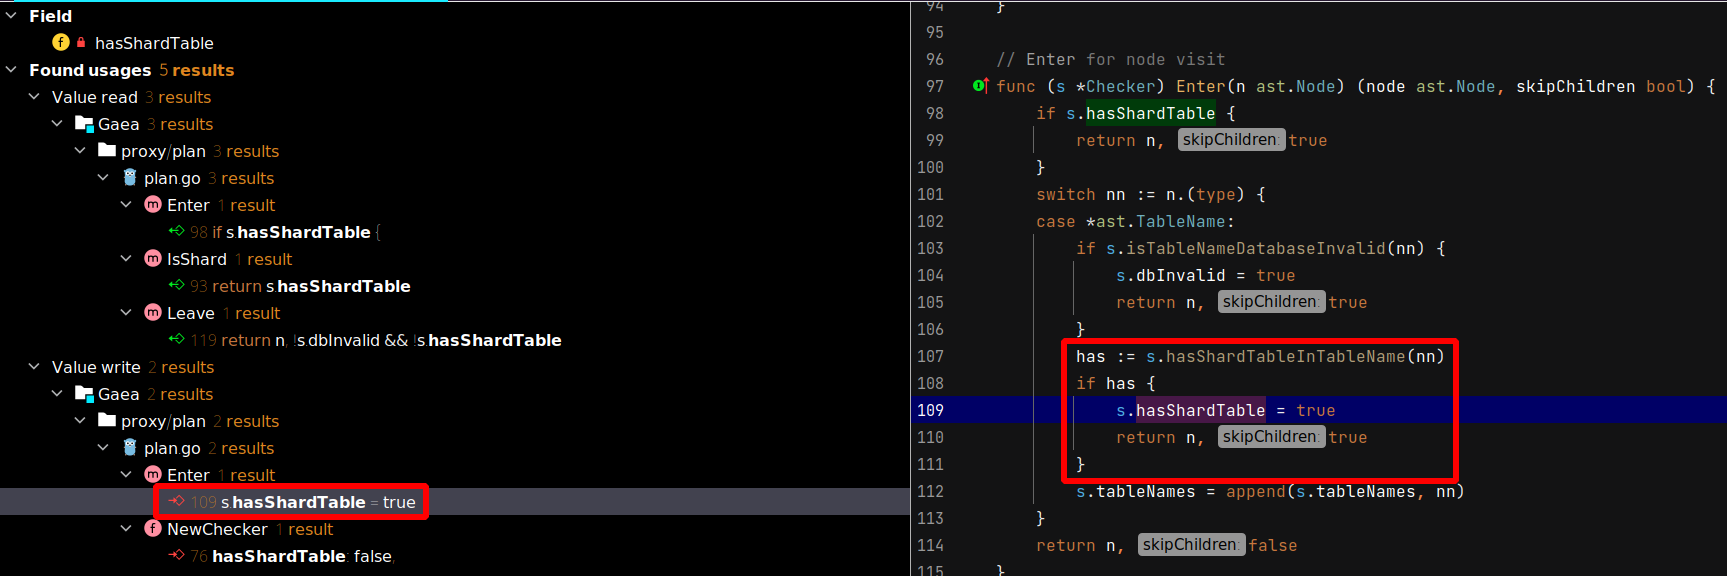 Field
hasShardTable
Found usages 5 results
Value read 3 results
Gaea 3 results
proxy/plan 3 results
plan.go 3 results
Enter 1 result
98 if s.hasShardTable {
IsShard 1 result
93 return s.hasShardTable
Leave 1 result
119 return n, !s.dbInvalid && !s.hasShardTable
Value write 2 results
Gaea 2 results
proxy/plan 2 results
plan.go 2 results
Enter 1 result
109 s.hasShardTable = true
NewChecker 1 result
76 hasShardTable: false,
94 }
95
96 // Enter for node visit
97 func (s *Checker) Enter(n ast.Node) (node ast.Node, skipChildren bool) {
98 if s.hasShardTable {
99 return n, skipChildren: true
100 }
101 switch nn := n.(type) {
102 case *ast.TableName:
103 if s.isTableNameDatabaseInvalid(nn) {
104 s.dbInvalid = true
105 return n, skipChildren: true
106 }
107 has := s.hasShardTableInTableName(nn)
108 if has {
109 s.hasShardTable = true
110 return n, skipChildren: true
111 }
112 s.tableNames = append(s.tableNames, nn)
113 }
114 return n, skipChildren: false
115 }